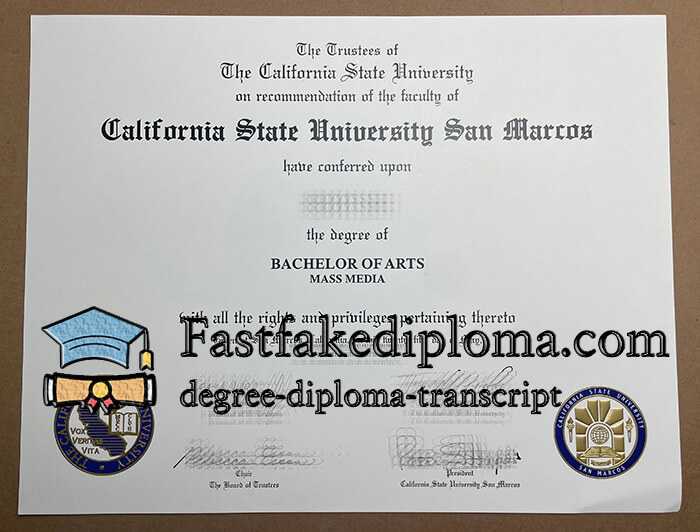 The Trustees of
The California State University
on recommendation of the faculty of
California State University San Marcos
have conferred upon
the degree of
BACHELOR OF ARTS
MASS MEDIA
with all the rights and privileges pertaining thereto
Fastfakediploma.com
degree-diploma-transcript
VOX
VERITAS
VITA
Chair
The Board of Trustees
President
California State University San Marcos
CALIFORNIA STATE UNIVERSITY
SAN MARCOS